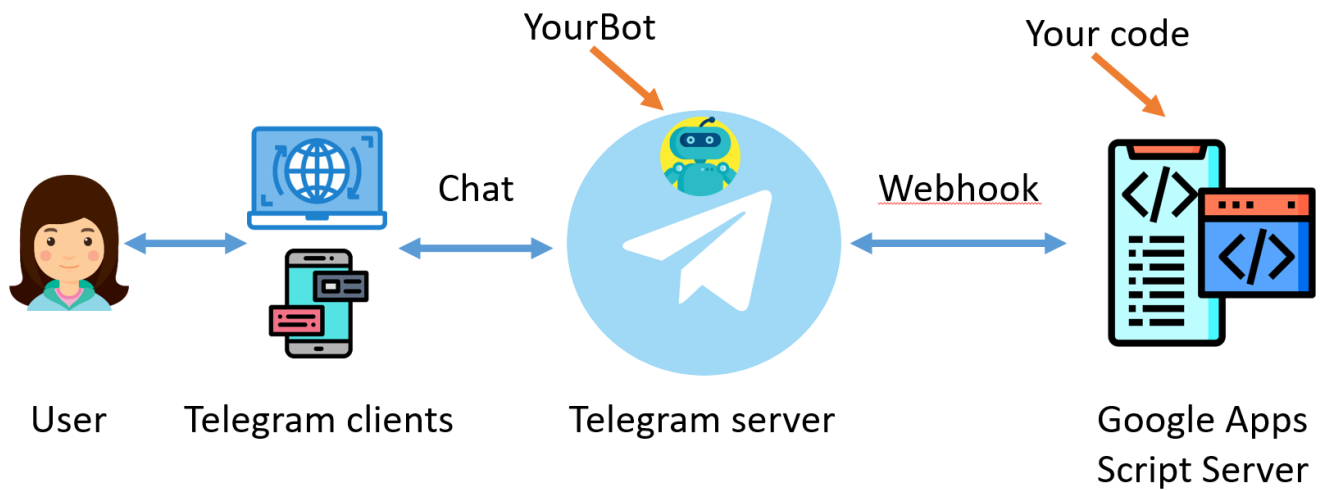 YourBot
Your code
Chat
Webhook
User
Telegram clients
Telegram server
Google Apps
Script Server